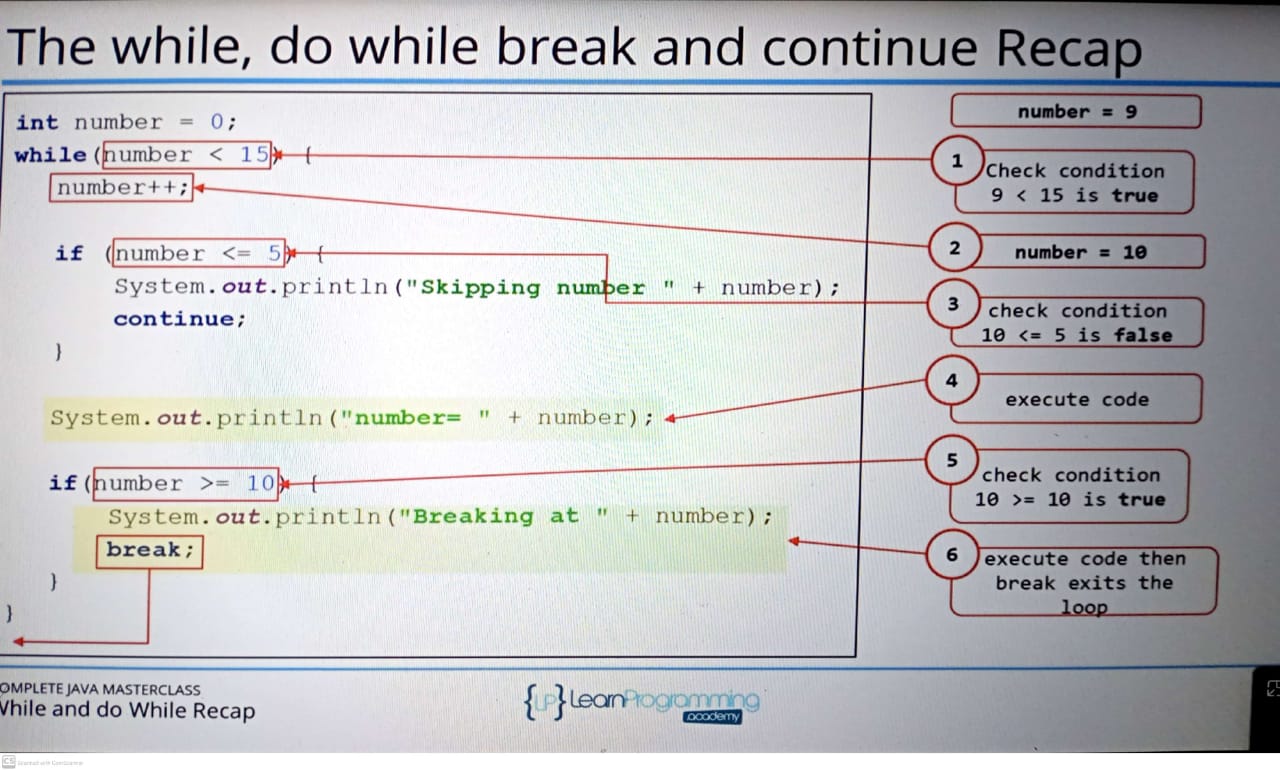 The while, do while break and continue Recap
int number = 0;
while(number < 15) {
number++;
if (number <= 5) {
System.out.println("Skipping number " + number);
continue;
}
System.out.println("number= " + number);
if(number >= 10) {
System.out.println("Breaking at " + number);
break;
}
}
number = 9
1
Check condition
9 < 15 is true
2
number = 10
3
check condition
10 <= 5 is false
4
execute code
5
check condition
10 >= 10 is true
6
execute code then
break exits the
loop
OMPLETE JAVA MASTERCLASS
While and do While Recap
{LP} LearnProgramming
academy
CS Scanned with CamScanner